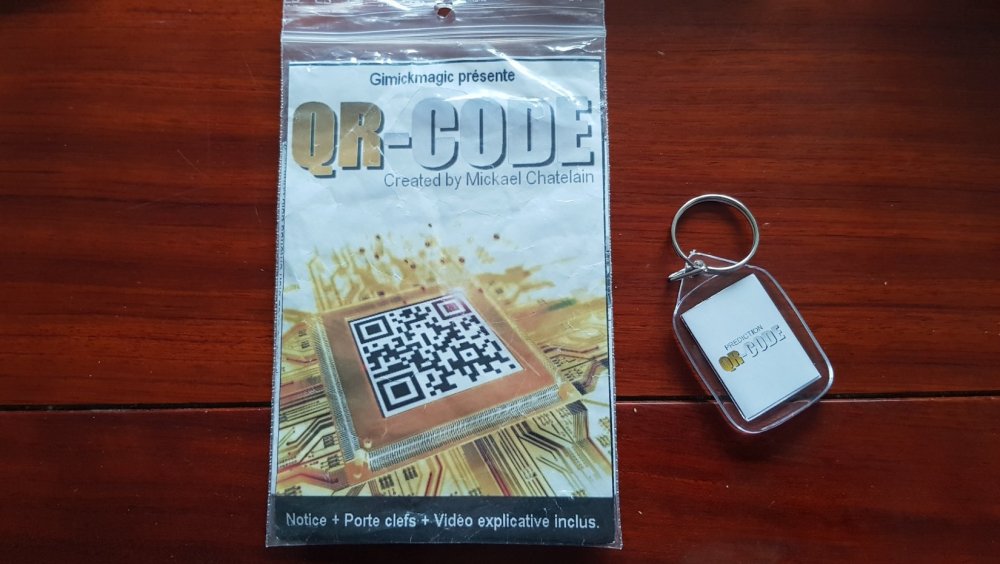 Gimickmagic présente
QR-CODE
Created by Mickael Chatelain
Notice + Porte clefs + Vidéo explicative inclus.
PREDICTION
QR-CODE